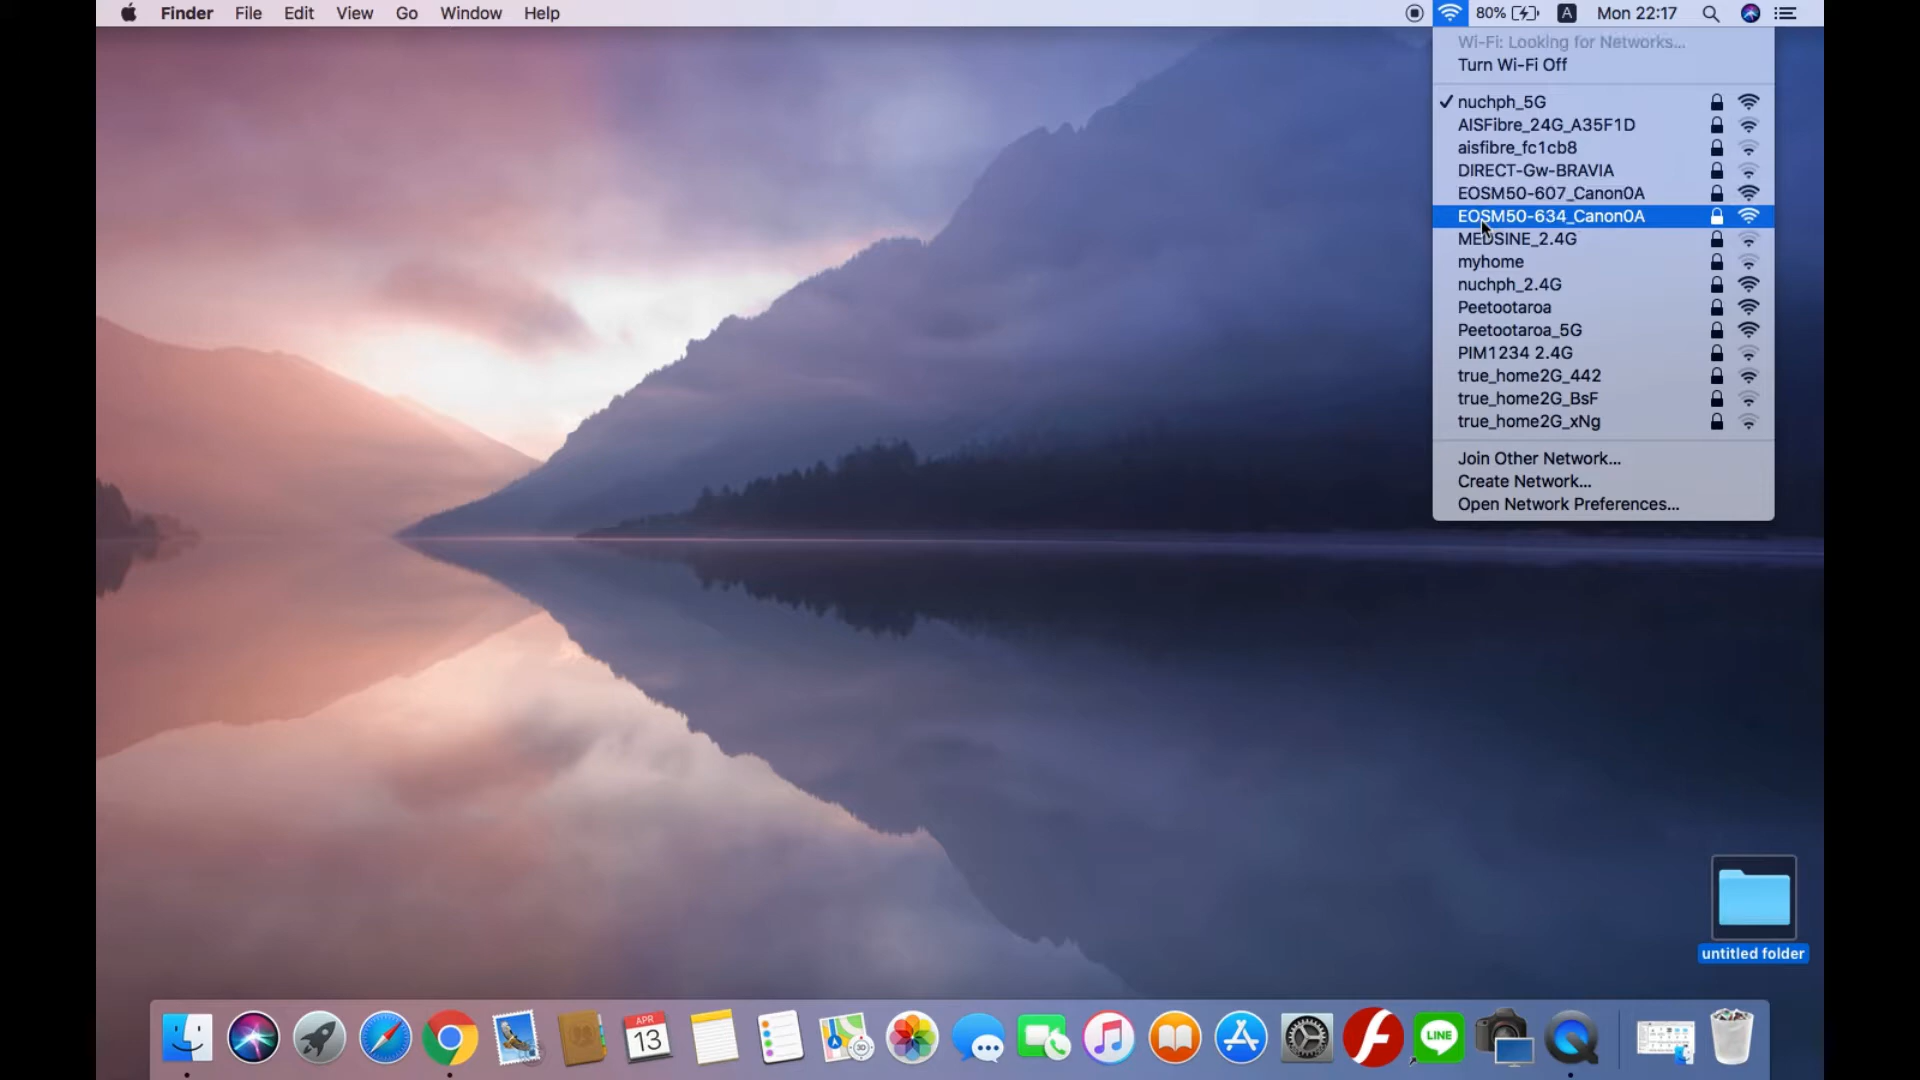 Finder File Edit View Go Window Help 80% A Mon 22:17
Wi-Fi: Looking for Networks...
Turn Wi-Fi Off
nuchph_5G
AISFibre_24G_A35F1D
aisfibre_fc1cb8
DIRECT-Gw-BRAVIA
EOSM50-607_Canon0A
EOSM50-634_Canon0A
MEDSINE_2.4G
myhome
nuchph_2.4G
Peetootaroa
Peetootaroa_5G
PIM1234 2.4G
true_home2G_442
true_home2G_BsF
true_home2G_xNg
Join Other Network...
Create Network...
Open Network Preferences...
untitled folder
APR
13
3D
LINE